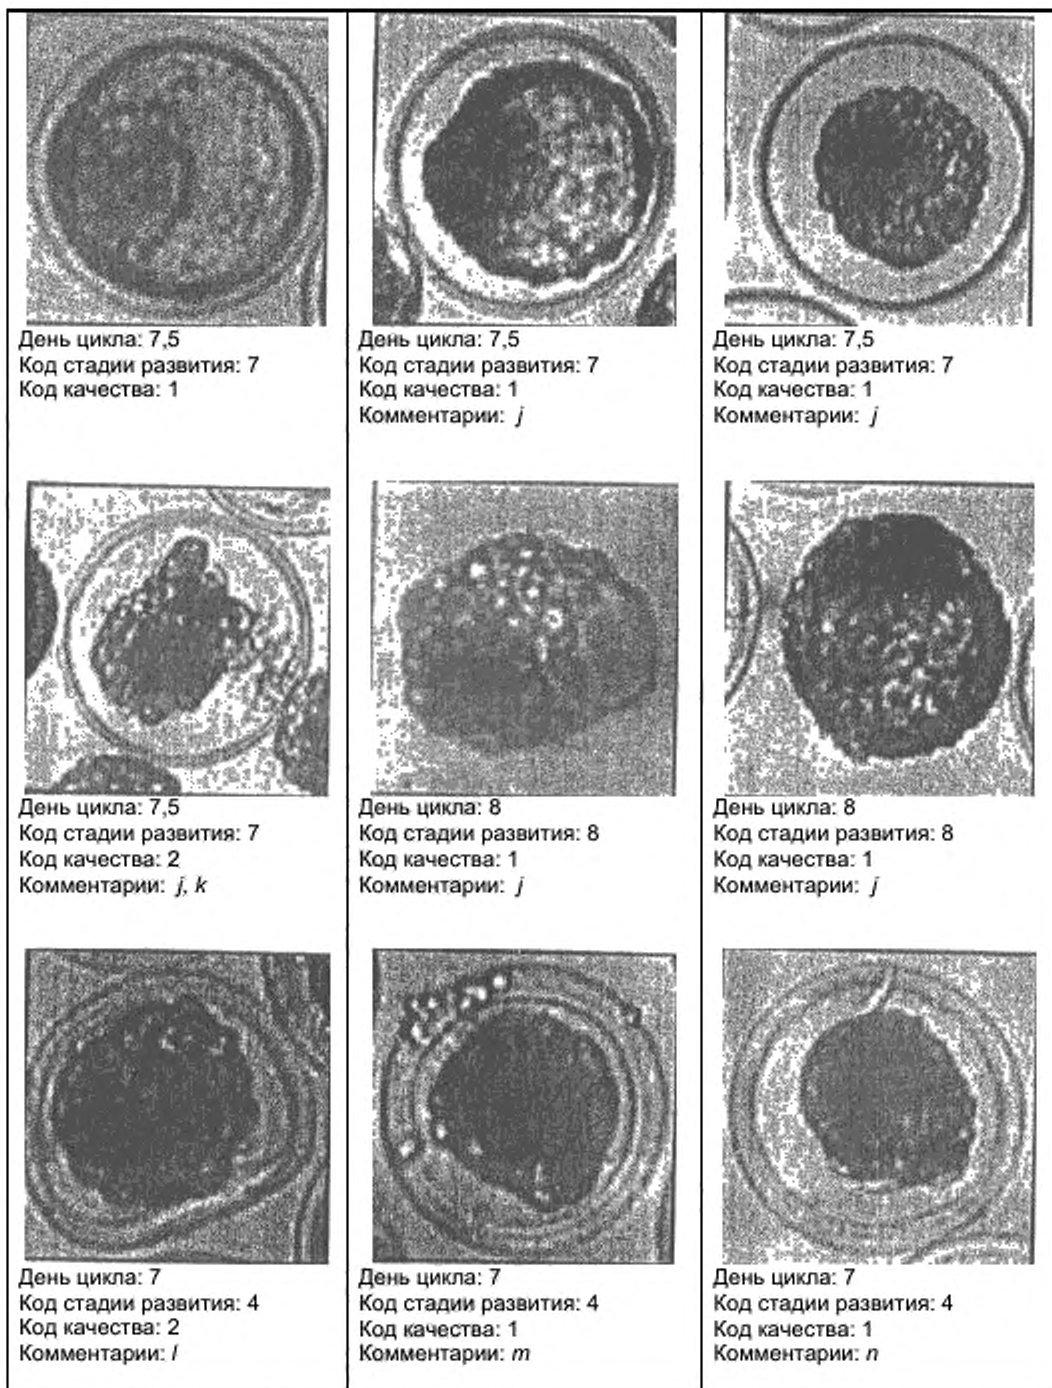 День цикла: 7,5
Код стадии развития: 7
Код качества: 1
День цикла: 7,5
Код стадии развития: 7
Код качества: 1
Комментарии: j
День цикла: 7,5
Код стадии развития: 7
Код качества: 1
Комментарии: j
День цикла: 7,5
Код стадии развития: 7
Код качества: 2
Комментарии: j, k
День цикла: 8
Код стадии развития: 8
Код качества: 1
Комментарии: j
День цикла: 8
Код стадии развития: 8
Код качества: 1
Комментарии: j
День цикла: 7
Код стадии развития: 4
Код качества: 2
Комментарии: l
День цикла: 7
Код стадии развития: 4
Код качества: 1
Комментарии: m
День цикла: 7
Код стадии развития: 4
Код качества: 1
Комментарии: n